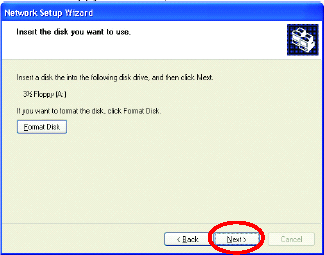 Network Setup Wizard
Insert the disk you want to use.
Insert a disk the into the following disk drive, and then click Next.
3½ Floppy (A:)
If you want to format the disk, click Format Disk.
Format Disk
< Back
Next >
Cancel